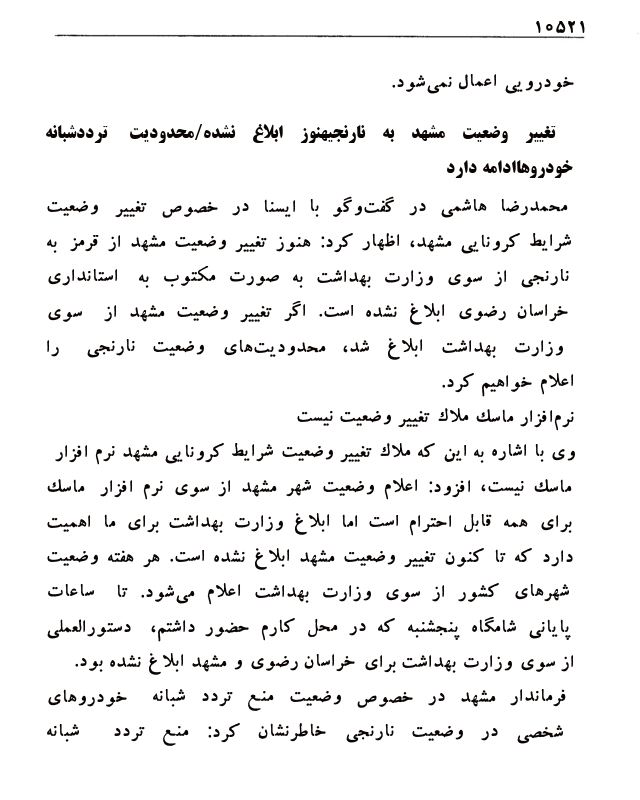 ۱۰۵۲۱
خودرویی اعمال نمی‌شود.
تغییر وضعیت مشهد به نارنجیهنوز ابلاغ نشده/محدودیت ترددشبانه
خودروهاادامه دارد
محمدرضا هاشمی در گفت‌وگو با ایسنا در خصوص تغییر وضعیت
شرایط کرونایی مشهد، اظهار کرد: هنوز تغییر وضعیت مشهد از قرمز به
نارنجی از سوی وزارت بهداشت به صورت مکتوب به استانداری
خراسان رضوی ابلاغ نشده است. اگر تغییر وضعیت مشهد از سوی
وزارت بهداشت ابلاغ شد، محدودیت‌های وضعیت نارنجی را
اعلام خواهیم کرد.
نرم‌افزار ماسك ملاك تغییر وضعیت نیست
وی با اشاره به این که ملاك تغییر وضعیت شرایط کرونایی مشهد نرم افزار
ماسك نیست، افزود: اعلام وضعیت شهر مشهد از سوی نرم افزار ماسك
برای همه قابل احترام است اما ابلاغ وزارت بهداشت برای ما اهمیت
دارد که تا کنون تغییر وضعیت مشهد ابلاغ نشده است. هر هفته وضعیت
شهرهای کشور از سوی وزارت بهداشت اعلام می‌شود. تا ساعات
پایانی شامگاه پنجشنبه که در محل کارم حضور داشتم، دستورالعملی
از سوی وزارت بهداشت برای خراسان رضوی و مشهد ابلاغ نشده بود.
فرماندار مشهد در خصوص وضعیت منع تردد شبانه خودروهای
شخصی در وضعیت نارنجی خاطرنشان کرد: منع تردد شبانه